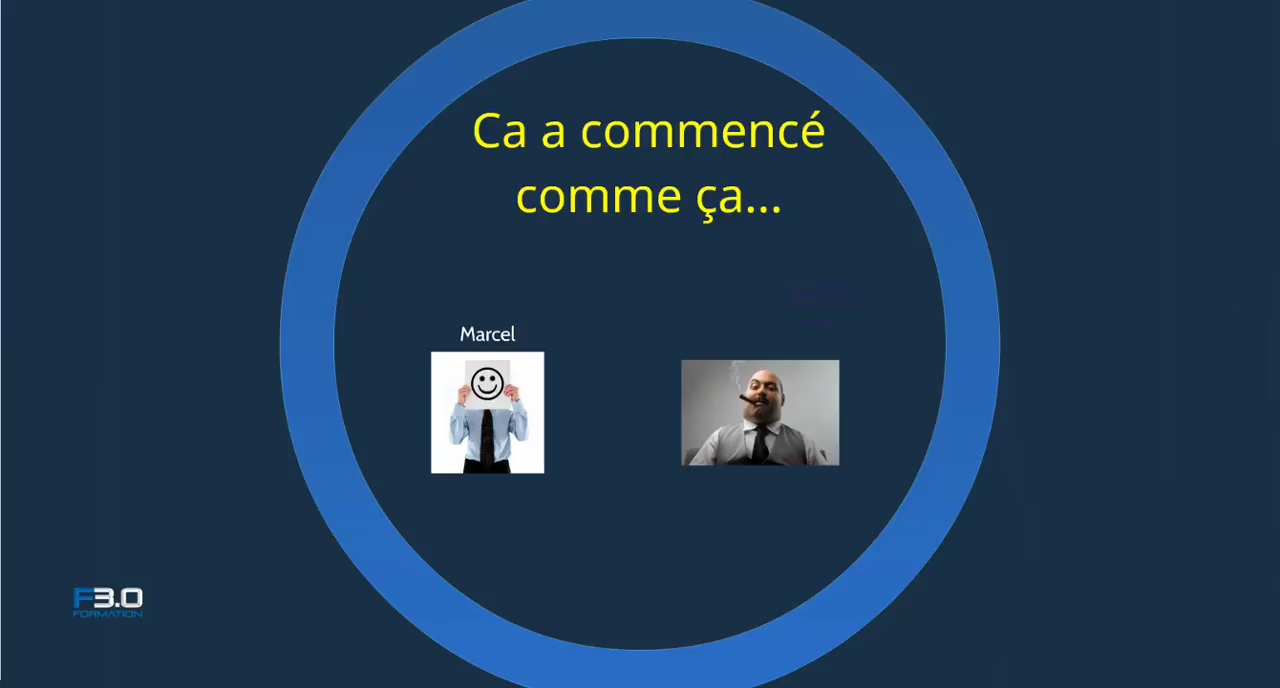 Ca a commencé
comme ça...
Marcel
F3.0
FORMATION